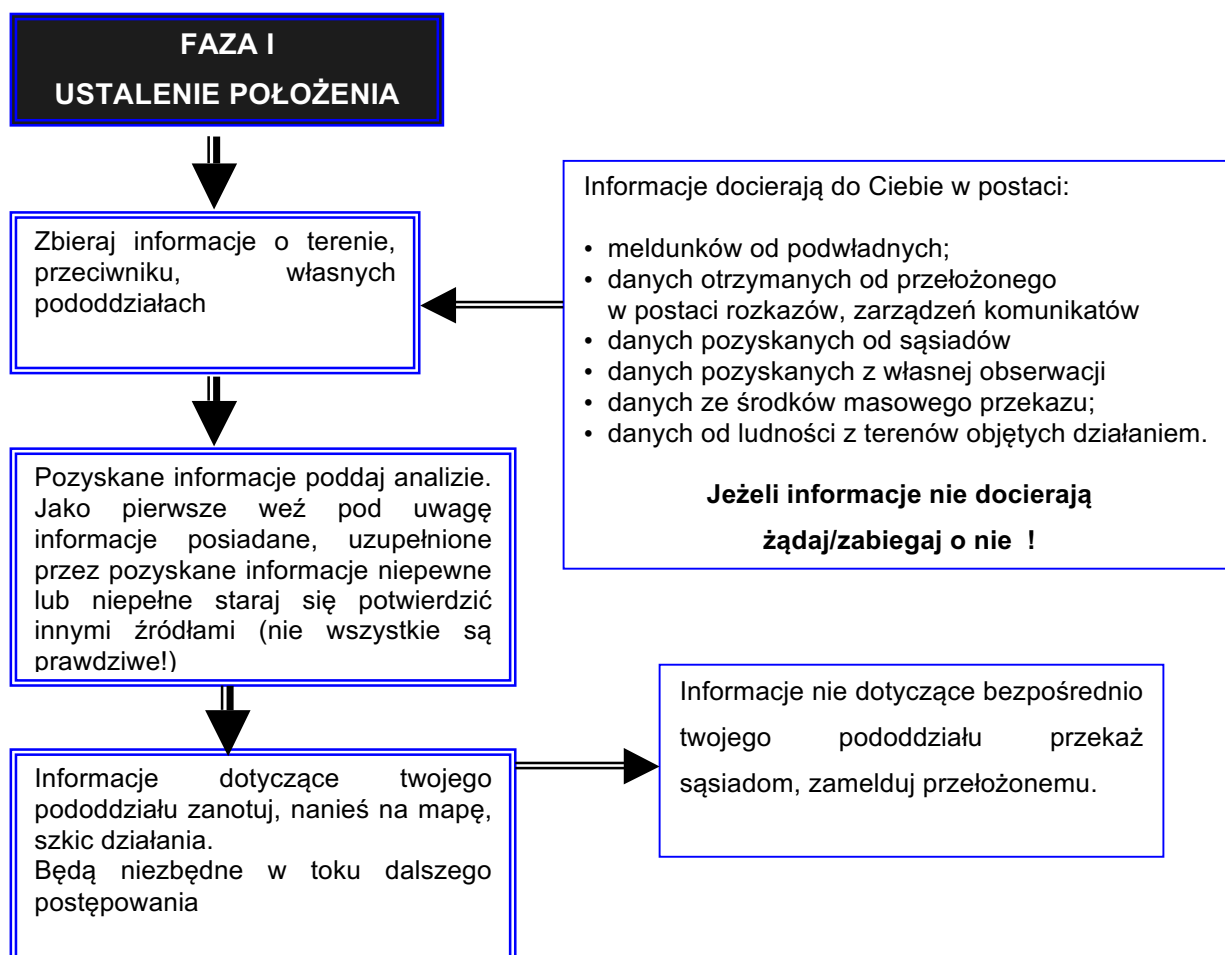 FAZA I
USTALENIE POŁOŻENIA
Zbieraj informacje o terenie,
przeciwniku, własnych
pododdziałach
Informacje docierają do Ciebie w postaci:
• meldunków od podwładnych;
• danych otrzymanych od przełożonego
w postaci rozkazów, zarządzeń komunikatów
• danych pozyskanych od sąsiadów
• danych pozyskanych z własnej obserwacji
• danych ze środków masowego przekazu;
• danych od ludności z terenów objętych działaniem.
Jeżeli informacje nie docierają
żądaj/zabiegaj o nie !
Pozyskane informacje poddaj analizie.
Jako pierwsze weź pod uwagę
informacje posiadane, uzupełnione
przez pozyskane informacje niepewne
lub niepełne staraj się potwierdzić
innymi źródłami (nie wszystkie są
prawdziwe!)
Informacje dotyczące twojego
pododdziału zanotuj, nanieś na mapę,
szkic działania.
Będą niezbędne w toku dalszego
postępowania
Informacje nie dotyczące bezpośrednio
twojego pododdziału przekaż
sąsiadom, zamelduj przełożonemu.